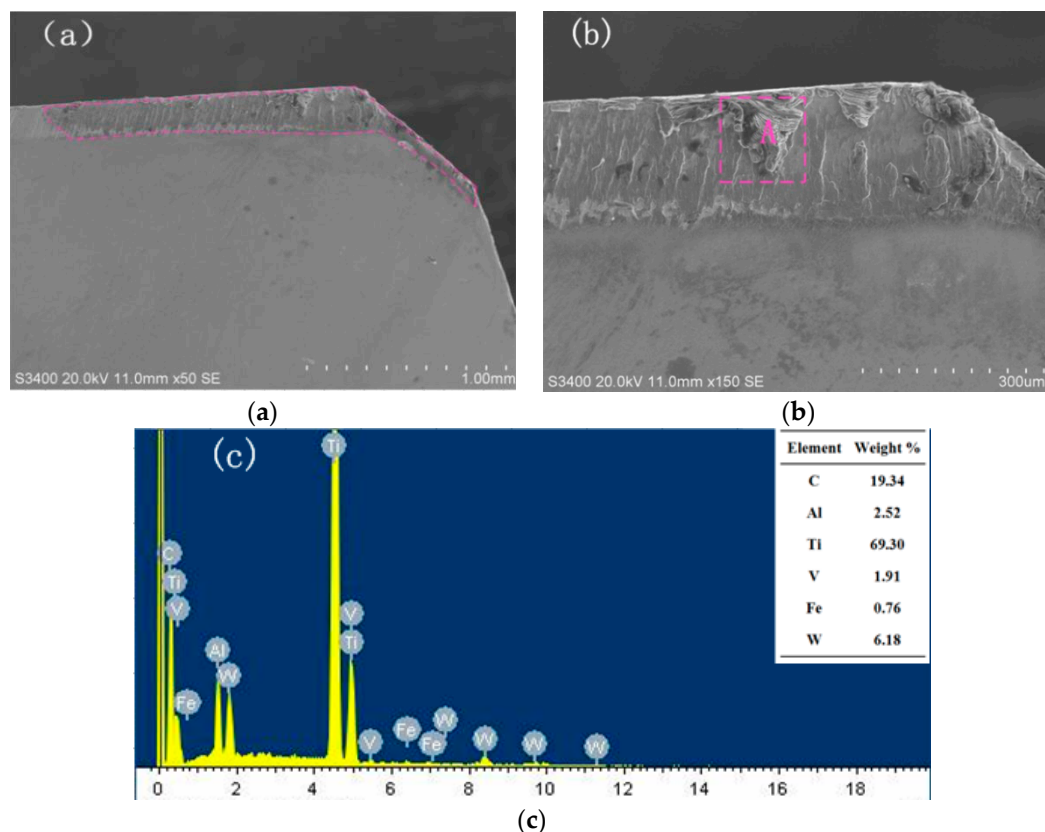 (a)
(b)
A
S3400 20.0kV 11.0mm x50 SE
1.00mm
S3400 20.0kV 11.0mm x150 SE
300um
(a)
(b)
(c)
Ti
C
Ti
V
Fe
Al
W
V
Ti
V
Fe
Fe
W
W
W
W
Element Weight %
C 19.34
Al 2.52
Ti 69.30
V 1.91
Fe 0.76
W 6.18
0 2 4 6 8 10 12 14 16 18
(c)